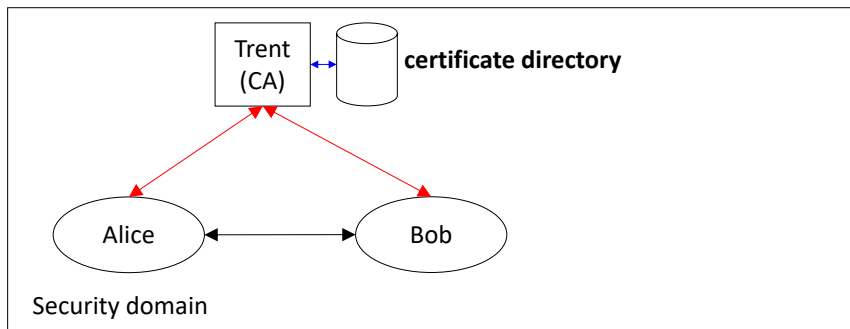 Trent
(CA)
certificate directory
Alice
Bob
Security domain